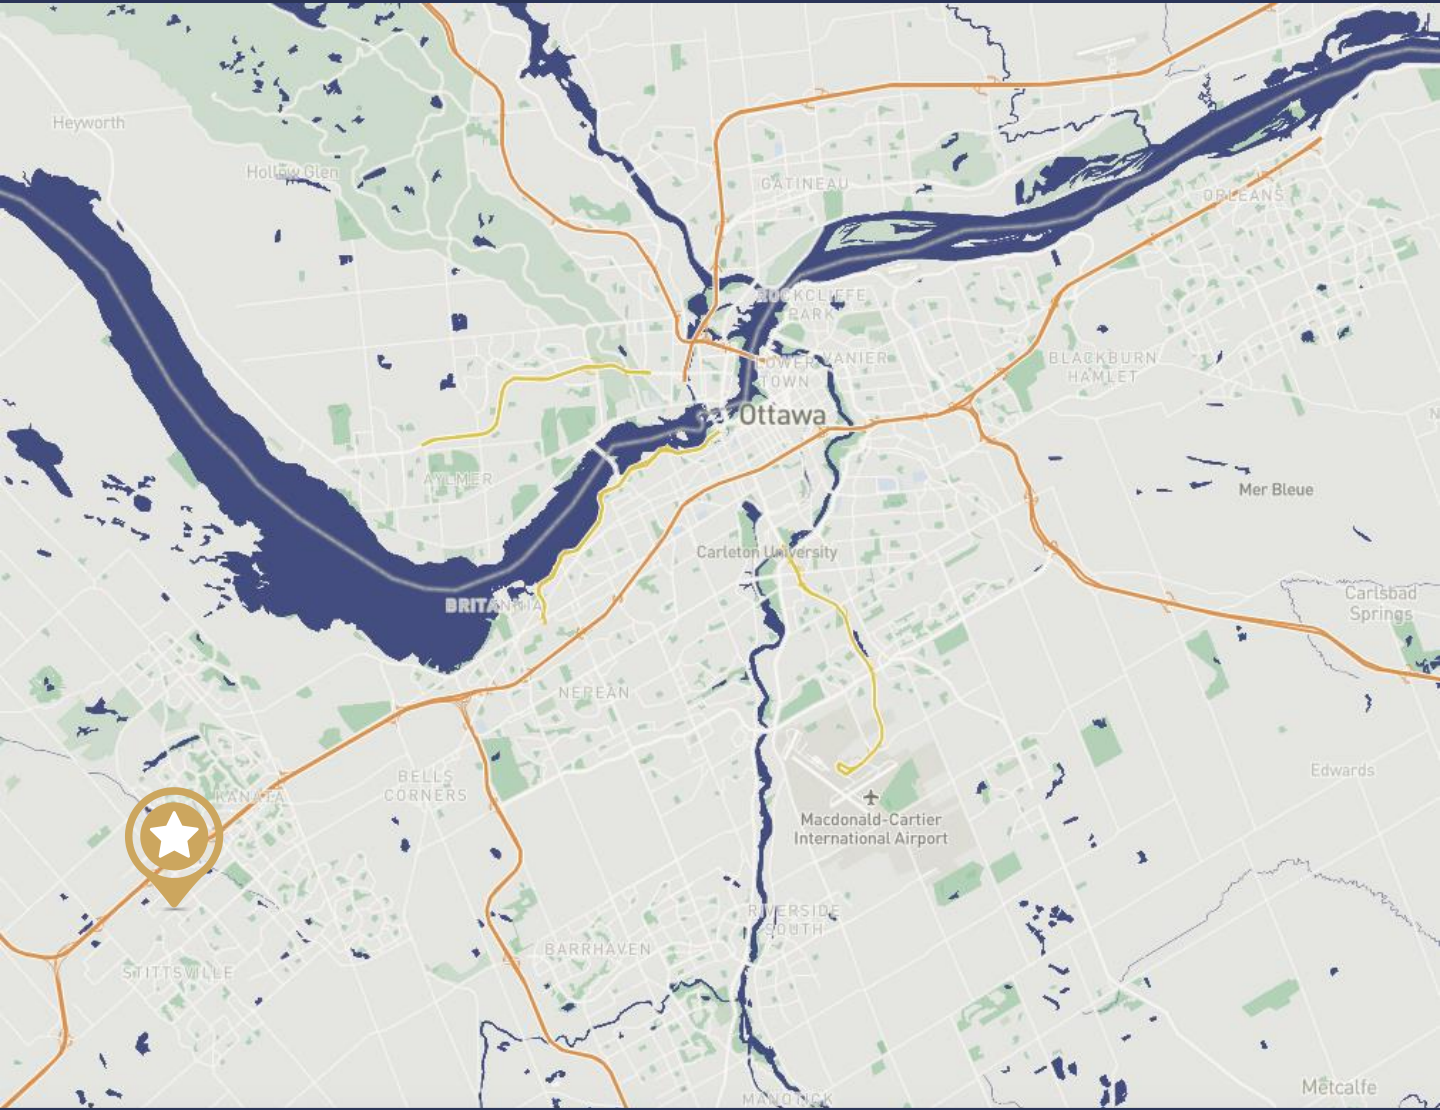 Heyworth
Hollow Glen
GATINEAU
ORLEANS
ROCKCLIFFE
PARK
LOWER
TOWN
VANIER
BLACKBURN
HAMLET
Ottawa
AYLMER
Mer Bleue
Carleton University
BRITANNIA
Carlsbad
Springs
NEPEAN
BELLS
CORNERS
KANATA
Edwards
Macdonald-Cartier
International Airport
RIVERSIDE
SOUTH
BARRHAVEN
STITTSVILLE
MANOTICK
Metcalfe